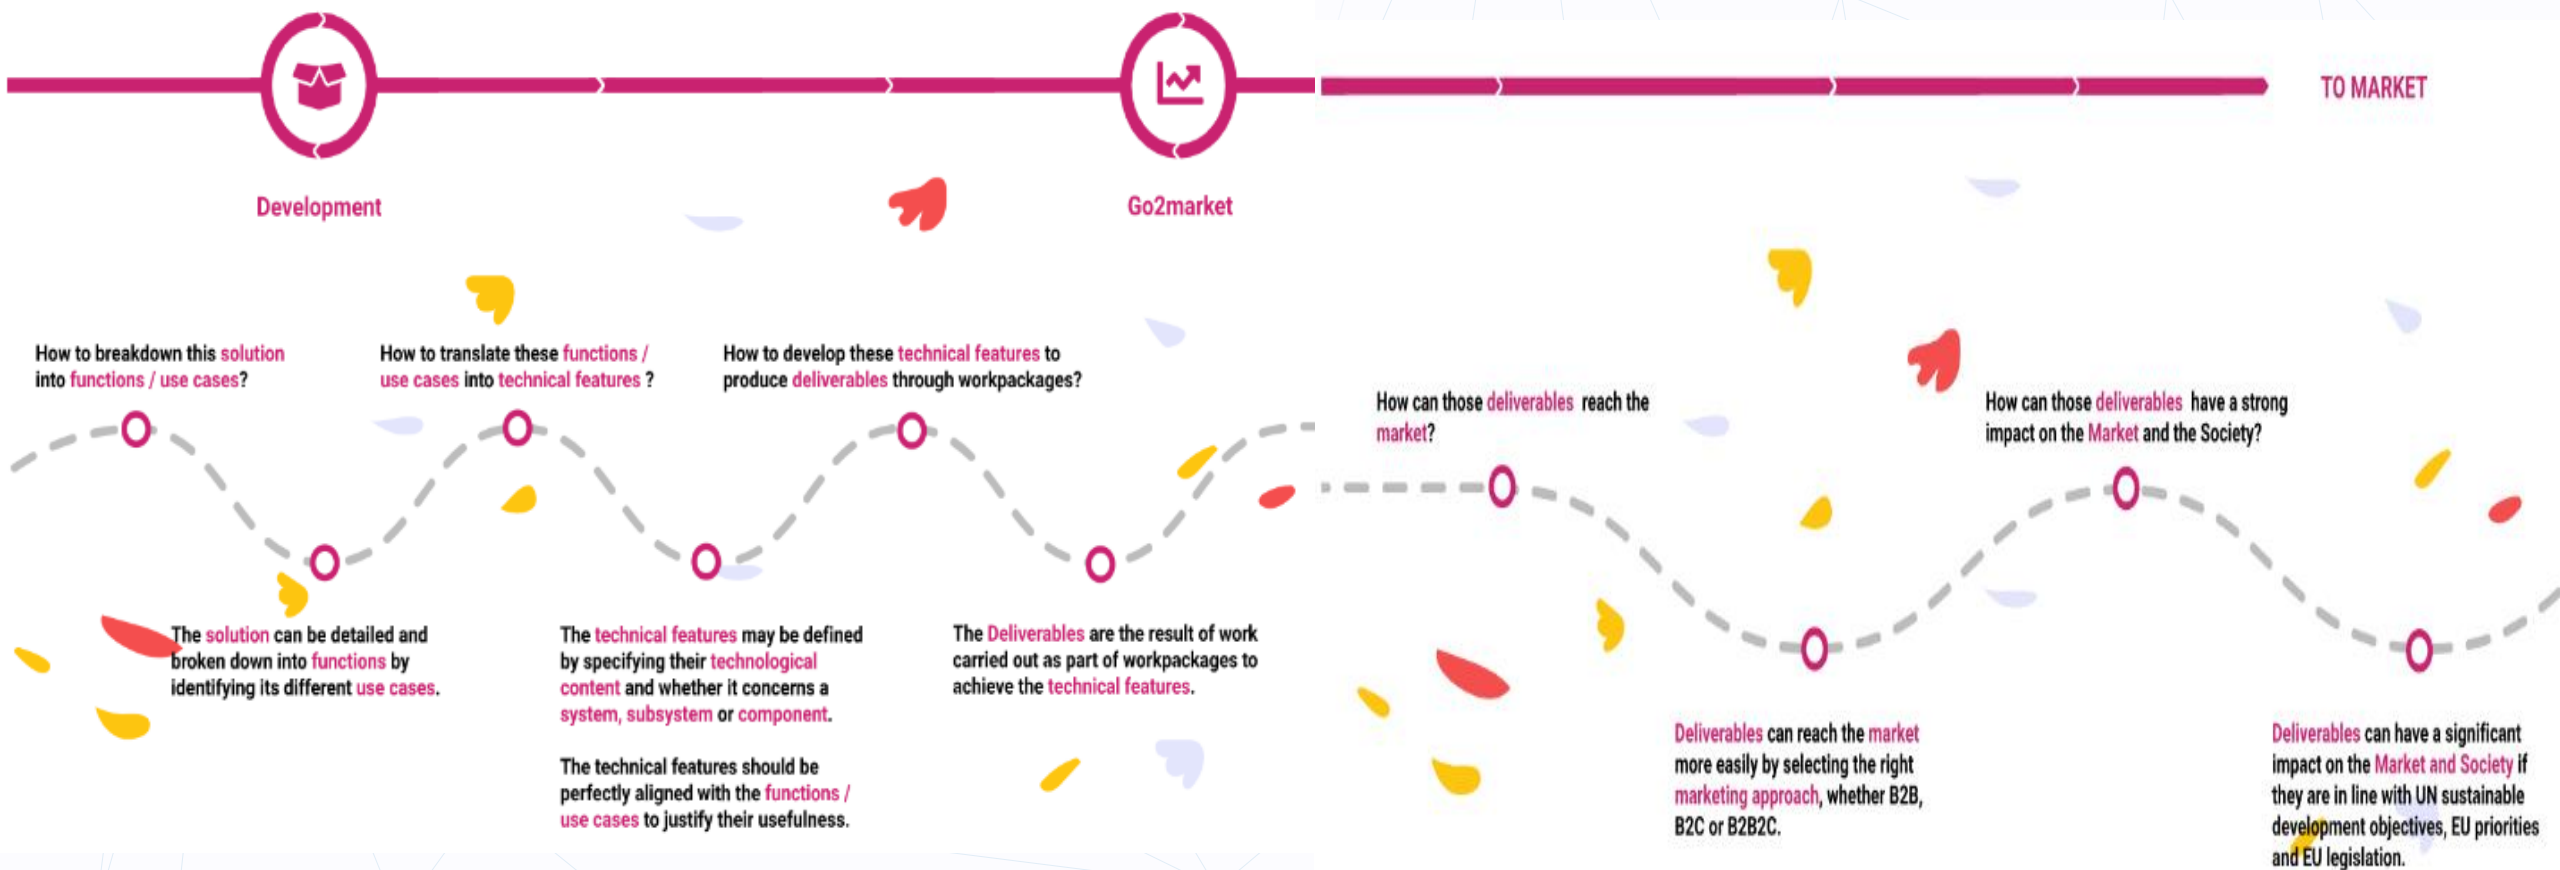 TO MARKET
Development
Go2market
How to breakdown this solution
into functions / use cases?
How to translate these functions /
use cases into technical features ?
How to develop these technical features to
produce deliverables through workpackages?
How can those deliverables reach the
market?
How can those deliverables have a strong
impact on the Market and the Society?
The solution can be detailed and
broken down into functions by
identifying its different use cases.
The technical features may be defined
by specifying their technological
content and whether it concerns a
system, subsystem or component.
The technical features should be
perfectly aligned with the functions /
use cases to justify their usefulness.
The Deliverables are the result of work
carried out as part of workpackages to
achieve the technical features.
Deliverables can reach the market
more easily by selecting the right
marketing approach, whether B2B,
B2C or B2B2C.
Deliverables can have a significant
impact on the Market and Society if
they are in line with UN sustainable
development objectives, EU priorities
and EU legislation.